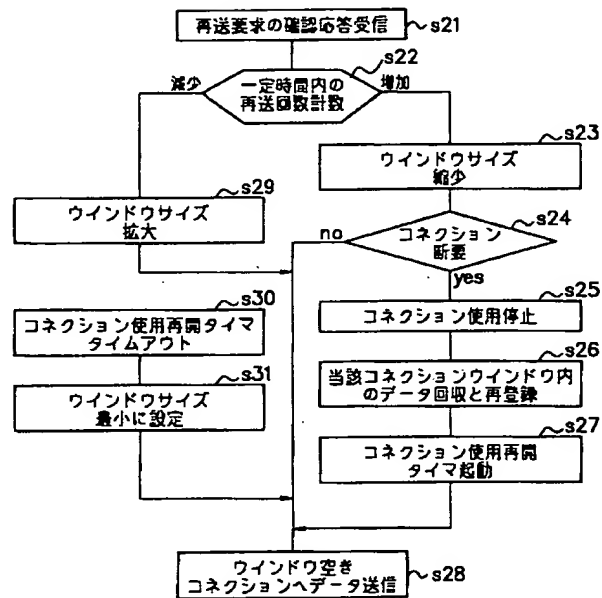 再送要求の確認応答受信
s21
s22
減少
一定時間内の
再送回数計数
増加
s23
ウインドウサイズ
縮少
s29
ウインドウサイズ
拡大
s24
no
コネクション
断要
yes
s25
コネクション使用停止
s30
コネクション使用再開タイマ
タイムアウト
s26
当該コネクションウインドウ内
のデータ回収と再登録
s31
ウインドウサイズ
最小に設定
s27
コネクション使用再開
タイマ起動
ウインドウ空き
コネクションへデータ送信
s28